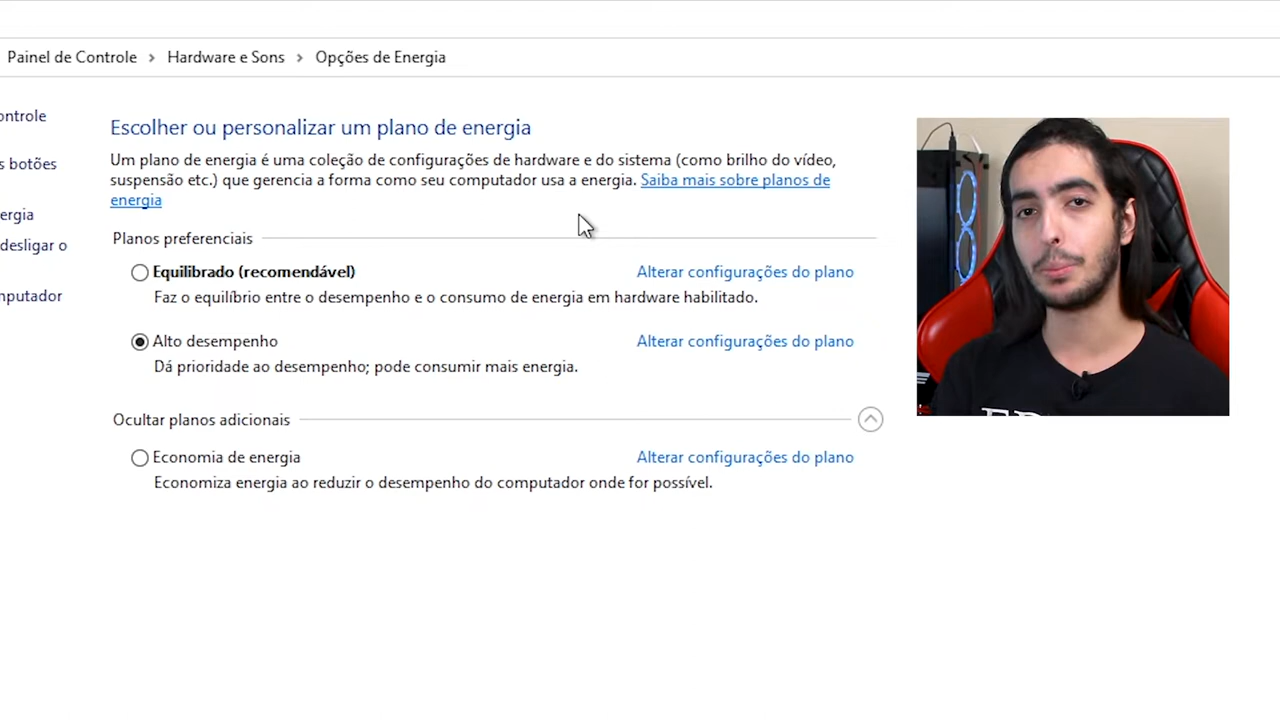 Painel de Controle > Hardware e Sons > Opções de Energia
ontrole
Escolher ou personalizar um plano de energia
s botões
Um plano de energia é uma coleção de configurações de hardware e do sistema (como brilho do vídeo,
suspensão etc.) que gerencia a forma como seu computador usa a energia. Saiba mais sobre planos de
energia
ergia
desligar o
Planos preferenciais
Equilibrado (recomendável) Alterar configurações do plano
mputador
Faz o equilíbrio entre o desempenho e o consumo de energia em hardware habilitado.
Alto desempenho Alterar configurações do plano
Dá prioridade ao desempenho; pode consumir mais energia.
Ocultar planos adicionais
Economia de energia Alterar configurações do plano
Economiza energia ao reduzir o desempenho do computador onde for possível.